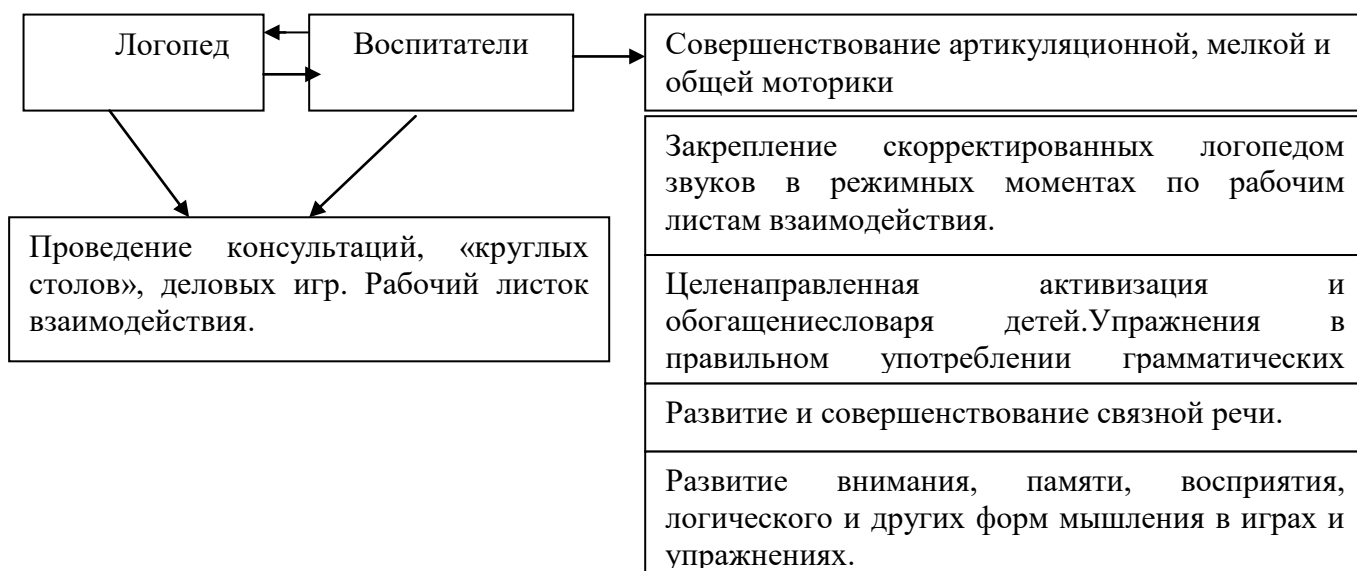 Логопед
Воспитатели
Совершенствование артикуляционной, мелкой и
общей моторики
Закрепление скорректированных логопедом
звуков в режимных моментах по рабочим
листам взаимодействия.
Проведение консультаций, «круглых
столов», деловых игр. Рабочий листок
взаимодействия.
Целенаправленная активизация и
обогащениесловаря детей.Упражнения в
правильном употреблении грамматических
Развитие и совершенствование связной речи.
Развитие внимания, памяти, восприятия,
логического и других форм мышления в играх и
упражнениях.